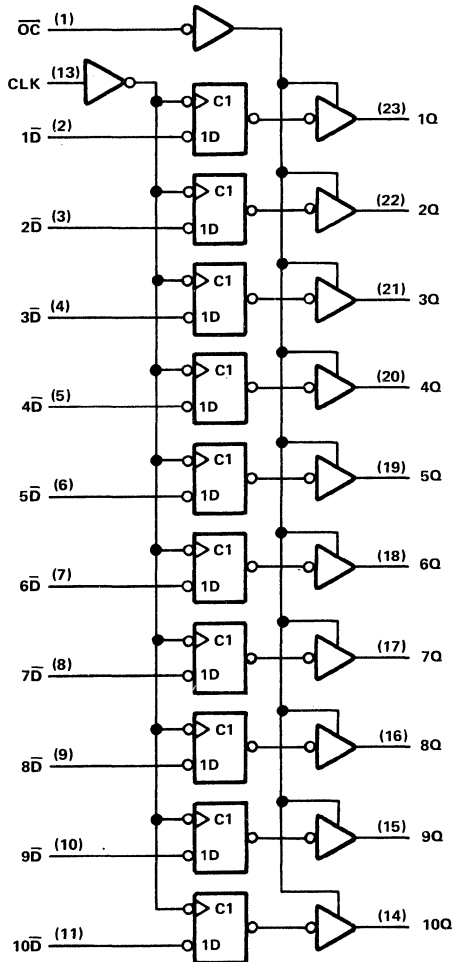 O̅C̅ (1)
CLK (13)
C1 (23) 1Q
1D̅ (2) 1D
C1 (22) 2Q
2D̅ (3) 1D
C1 (21) 3Q
3D̅ (4) 1D
C1 (20) 4Q
4D̅ (5) 1D
C1 (19) 5Q
5D̅ (6) 1D
C1 (18) 6Q
6D̅ (7) 1D
C1 (17) 7Q
7D̅ (8) 1D
C1 (16) 8Q
8D̅ (9) 1D
C1 (15) 9Q
9D̅ (10) 1D
C1 (14) 10Q
10D̅ (11) 1D